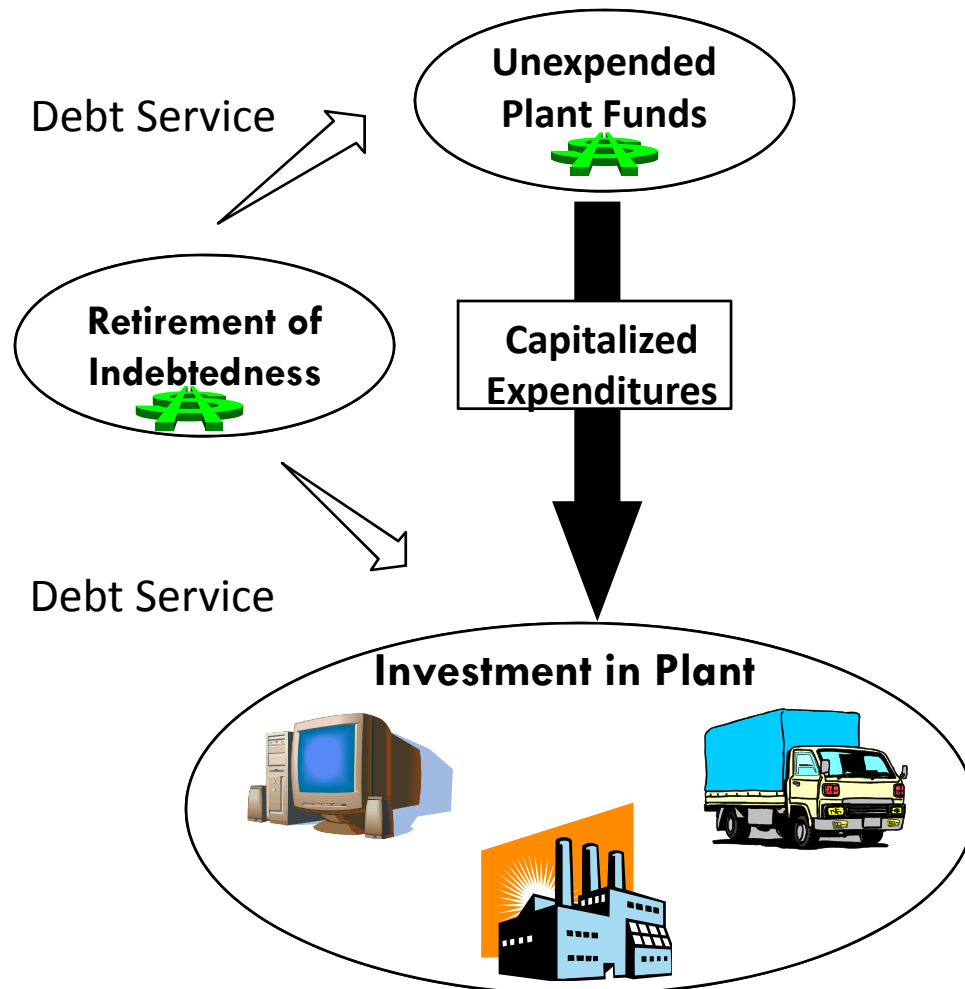 Unexpended
Plant Funds
Debt Service
Retirement of
Indebtedness
Capitalized
Expenditures
Debt Service
Investment in Plant